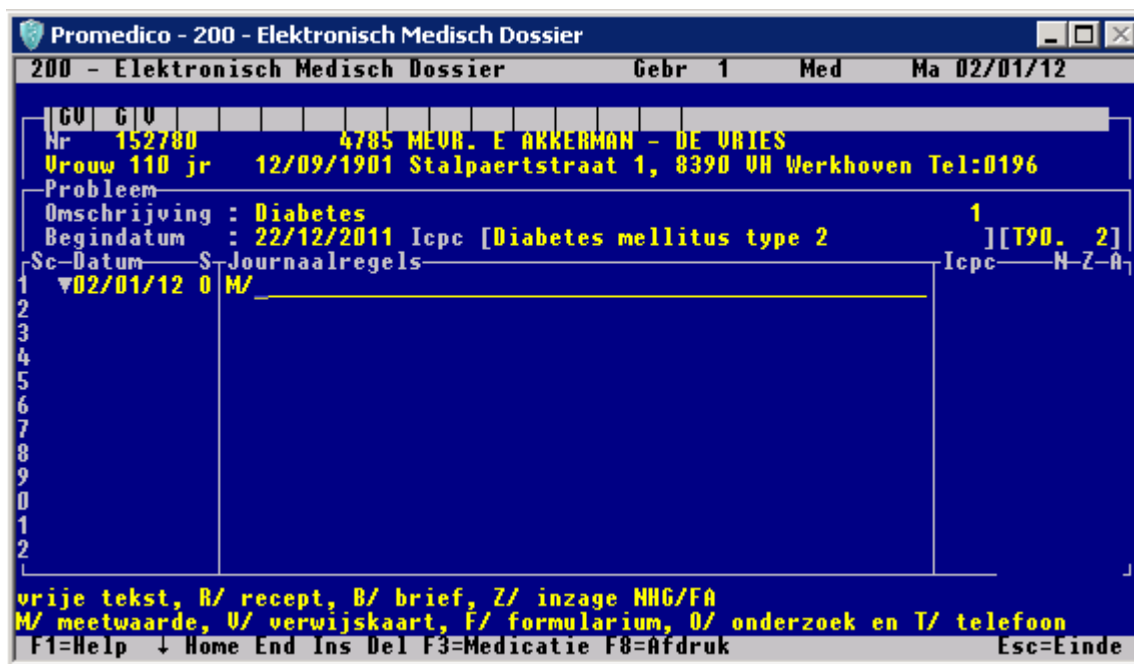 Promedico - 200 - Elektronisch Medisch Dossier
200 - Elektronisch Medisch Dossier Gebr 1 Med Ma 02/01/12
GV G V
Nr 152780 4785 MEVR. E AKKERMAN - DE VRIES
Vrouw 110 jr 12/09/1901 Stalpaertstraat 1, 8390 VH Werkhoven Tel:0196
Probleem
Omschrijving : Diabetes 1
Begindatum : 22/12/2011 Icpc [Diabetes mellitus type 2 ][T90. 2]
Sc-Datum S Journaalregels Icpc N-Z-A
1 ▼02/01/12 O M/_
2
3
4
5
6
7
8
9
0
1
2
vrije tekst, R/ recept, B/ brief, Z/ inzage NHG/FA
M/ meetwaarde, V/ verwijskaart, F/ formularium, O/ onderzoek en T/ telefoon
F1=Help ↓ Home End Ins Del F3=Medicatie F8=Afdruk Esc=Einde